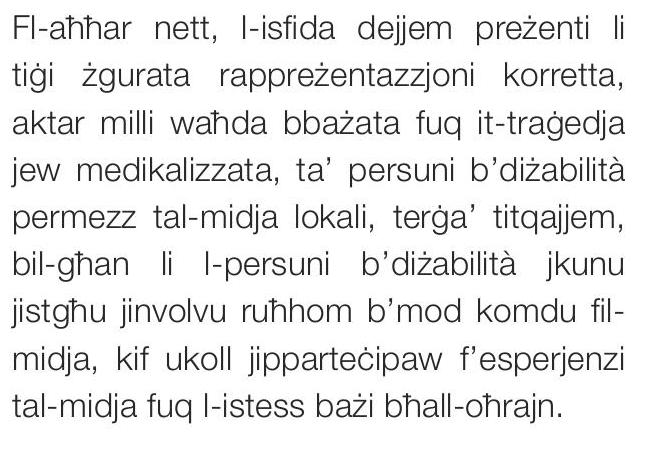 Fl-aħħar nett, l-isfida dejjem preżenti li
tiġi żgurata rappreżentazzjoni korretta,
aktar milli waħda bbażata fuq it-traġedja
jew medikalizzata, ta’ persuni b’diżabilità
permezz tal-midja lokali, terġa’ titqajjem,
bil-għan li l-persuni b’diżabilità jkunu
jistgħu jinvolvu ruħhom b’mod komdu fil-
midja, kif ukoll jipparteċipaw f’esperjenzi
tal-midja fuq l-istess bażi bħall-oħrajn.